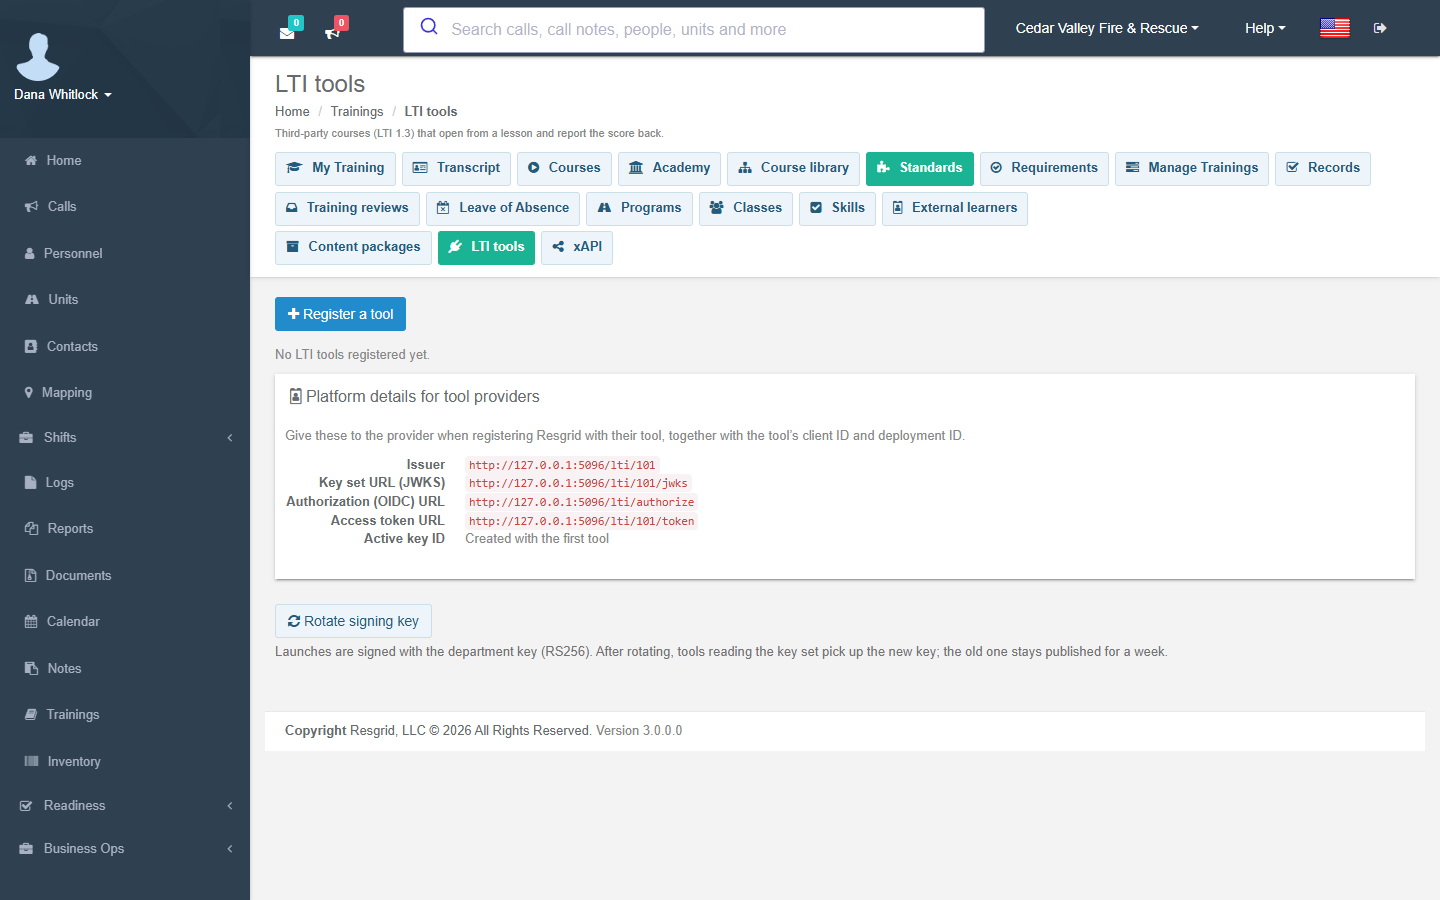 0
0
Search calls, call notes, people, units and more
Cedar Valley Fire & Rescue
Help
Dana Whitlock
Home
Calls
Personnel
Units
Contacts
Mapping
Shifts
Logs
Reports
Documents
Calendar
Notes
Trainings
Inventory
Readiness
Business Ops
LTI tools
Home / Trainings / LTI tools
Third-party courses (LTI 1.3) that open from a lesson and report the score back.
My Training Transcript Courses Academy Course library Standards Requirements Manage Trainings Records
Training reviews Leave of Absence Programs Classes Skills External learners
Content packages LTI tools xAPI
Register a tool
No LTI tools registered yet.
Platform details for tool providers
Give these to the provider when registering Resgrid with their tool, together with the tool’s client ID and deployment ID.
Issuer http://127.0.0.1:5096/lti/101
Key set URL (JWKS) http://127.0.0.1:5096/lti/101/jwks
Authorization (OIDC) URL http://127.0.0.1:5096/lti/authorize
Access token URL http://127.0.0.1:5096/lti/101/token
Active key ID Created with the first tool
Rotate signing key
Launches are signed with the department key (RS256). After rotating, tools reading the key set pick up the new key; the old one stays published for a week.
Copyright Resgrid, LLC © 2026 All Rights Reserved. Version 3.0.0.0